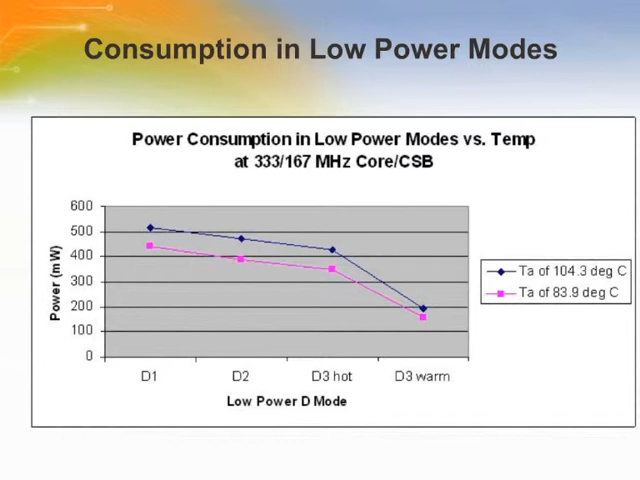 Consumption in Low Power Modes
Power Consumption in Low Power Modes vs. Temp
at 333/167 MHz Core/CSB
600
500
400
300
200
100
0
Power (mW)
D1 D2 D3 hot D3 warm
Low Power D Mode
Ta of 104.3 deg C
Ta of 83.9 deg C